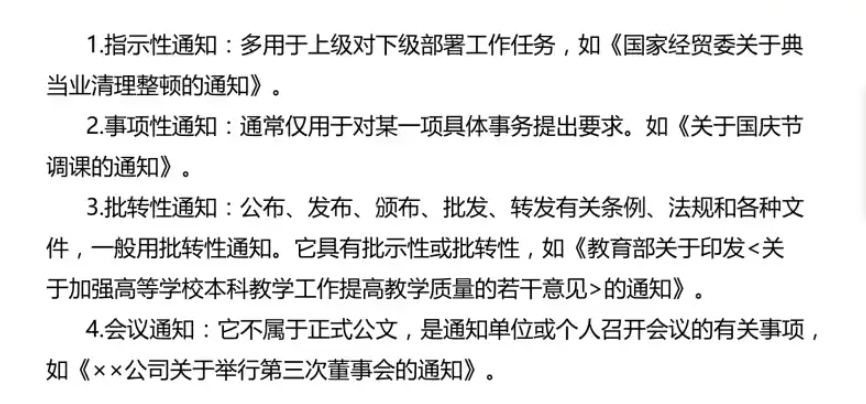 1.指示性通知：多用于上级对下级部署工作任务，如《国家经贸委关于典
当业清理整顿的通知》。
2.事项性通知：通常仅用于对某一项具体事务提出要求。如《关于国庆节
调课的通知》。
3.批转性通知：公布、发布、颁布、批发、转发有关条例、法规和各种文
件，一般用批转性通知。它具有批示性或批转性，如《教育部关于印发<关
于加强高等学校本科教学工作提高教学质量的若干意见>的通知》。
4.会议通知：它不属于正式公文，是通知单位或个人召开会议的有关事项，
如《××公司关于举行第三次董事会的通知》。